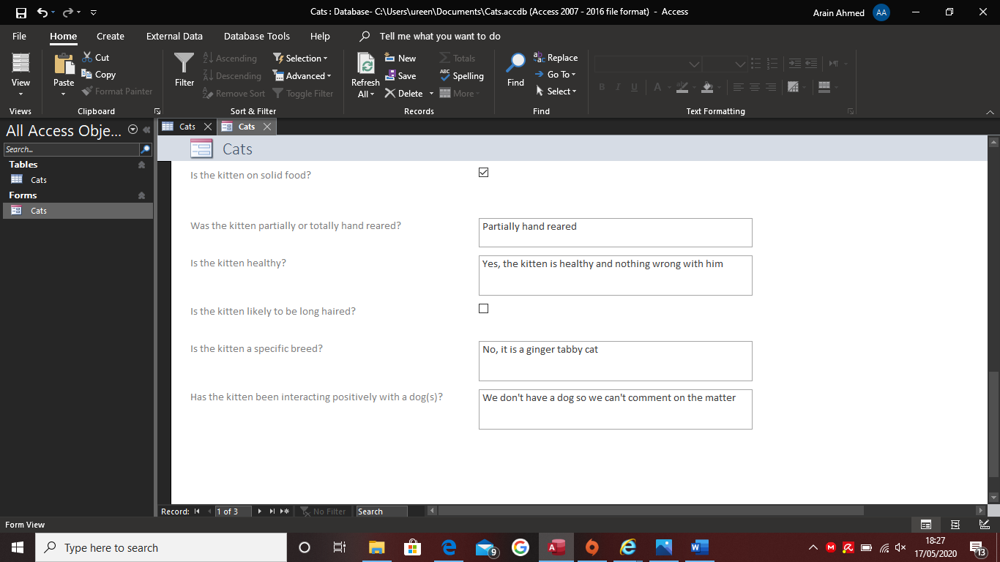 Cats : Database- C:\Users\ureen\Documents\Cats.accdb (Access 2007 - 2016 file format) - Access
Arain Ahmed AA
File Home Create External Data Database Tools Help Tell me what you want to do
View
Views
Paste
Cut
Copy
Format Painter
Clipboard
Filter
Ascending
Descending
Remove Sort
Selection
Advanced
Toggle Filter
Sort & Filter
Refresh
All
New
Save
Delete
Totals
Spelling
More
Records
Find
Replace
Go To
Select
Find
B I U A
Text Formatting
All Access Obje...
Search...
Tables
Cats
Forms
Cats
Cats Cats
Cats
Is the kitten on solid food?
Was the kitten partially or totally hand reared? Partially hand reared
Is the kitten healthy? Yes, the kitten is healthy and nothing wrong with him
Is the kitten likely to be long haired?
Is the kitten a specific breed? No, it is a ginger tabby cat
Has the kitten been interacting positively with a dog(s)? We don't have a dog so we can't comment on the matter
Record: 1 of 3 No Filter Search
Form View
Type here to search
9
18:27
17/05/2020
13